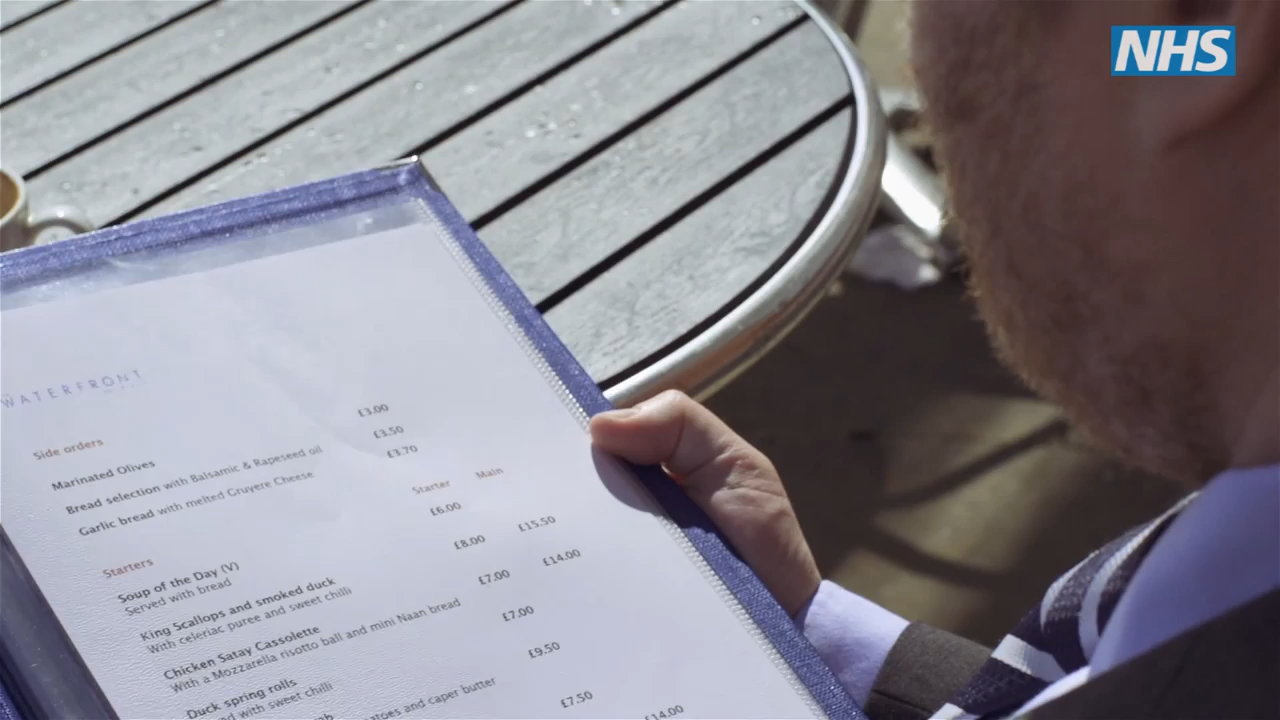 NHS
WATERFRONT
Side orders
Marinated Olives £3.00
Bread selection with Balsamic & Rapeseed oil £3.50
Garlic bread with melted Gruyere Cheese £3.70
Starter Main
Starters
Soup of the Day (V) £6.00
Served with bread
King Scallops and smoked duck £8.00 £15.50
With celeriac puree and sweet chilli
Chicken Satay Cassolette £7.00 £14.00
With a Mozzarella risotto ball and mini Naan bread
Duck spring rolls £7.00
with sweet chilli
£9.50
and caper butter
£7.50 £14.00